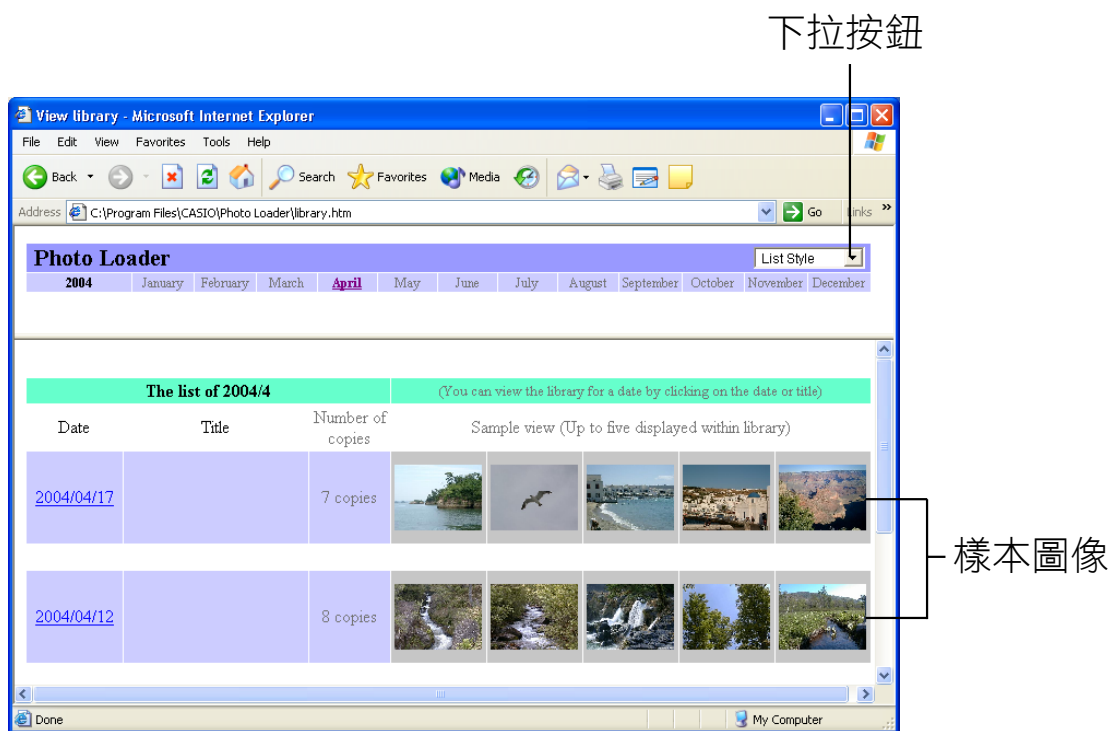 下拉按鈕
View library - Microsoft Internet Explorer
File Edit View Favorites Tools Help
Back Search Favorites Media
Address C:\Program Files\CASIO\Photo Loader\library.htm Go Links »
Photo Loader List Style
2004 January February March April May June July August September October November December
The list of 2004/4 (You can view the library for a date by clicking on the date or title)
Date Title Number of copies Sample view (Up to five displayed within library)
2004/04/17 7 copies
樣本圖像
2004/04/12 8 copies
Done My Computer